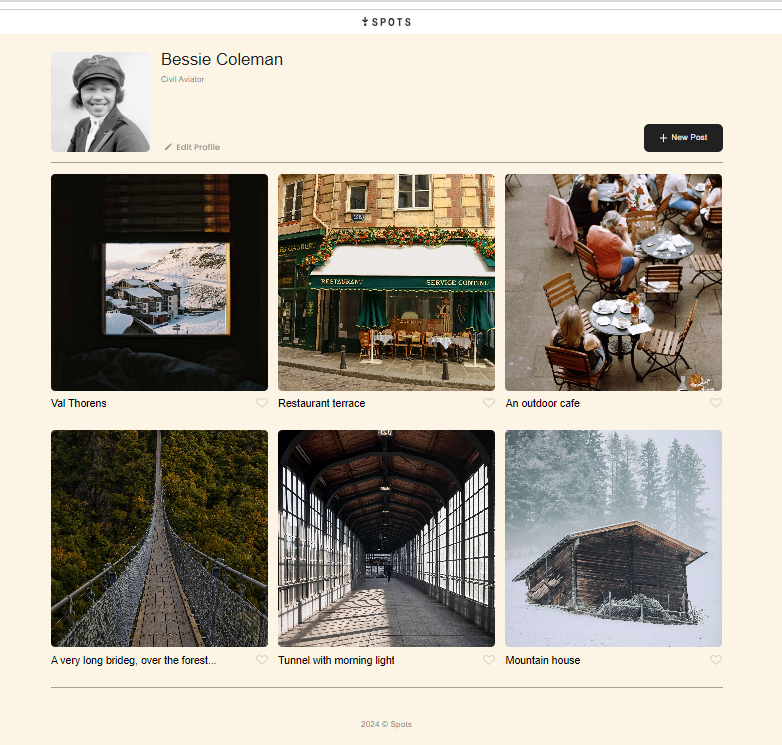 SPOTS
Bessie Coleman
Civil Aviator
Edit Profile
+ New Post
RESTAURANT
SERVICE CONTINU
Val Thorens
Restaurant terrace
An outdoor cafe
A very long brideg, over the forest...
Tunnel with morning light
Mountain house
2024 © Spots